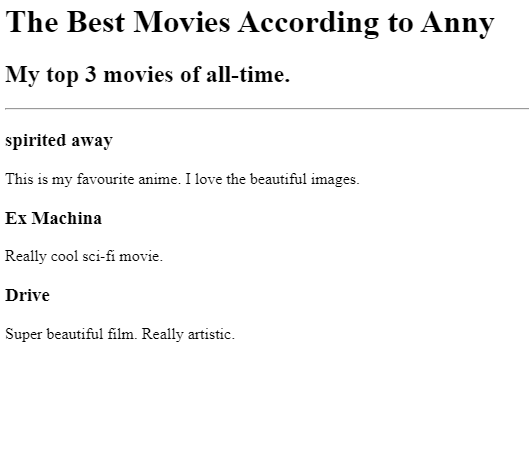 The Best Movies According to Anny
My top 3 movies of all-time.
spirited away
This is my favourite anime. I love the beautiful images.
Ex Machina
Really cool sci-fi movie.
Drive
Super beautiful film. Really artistic.